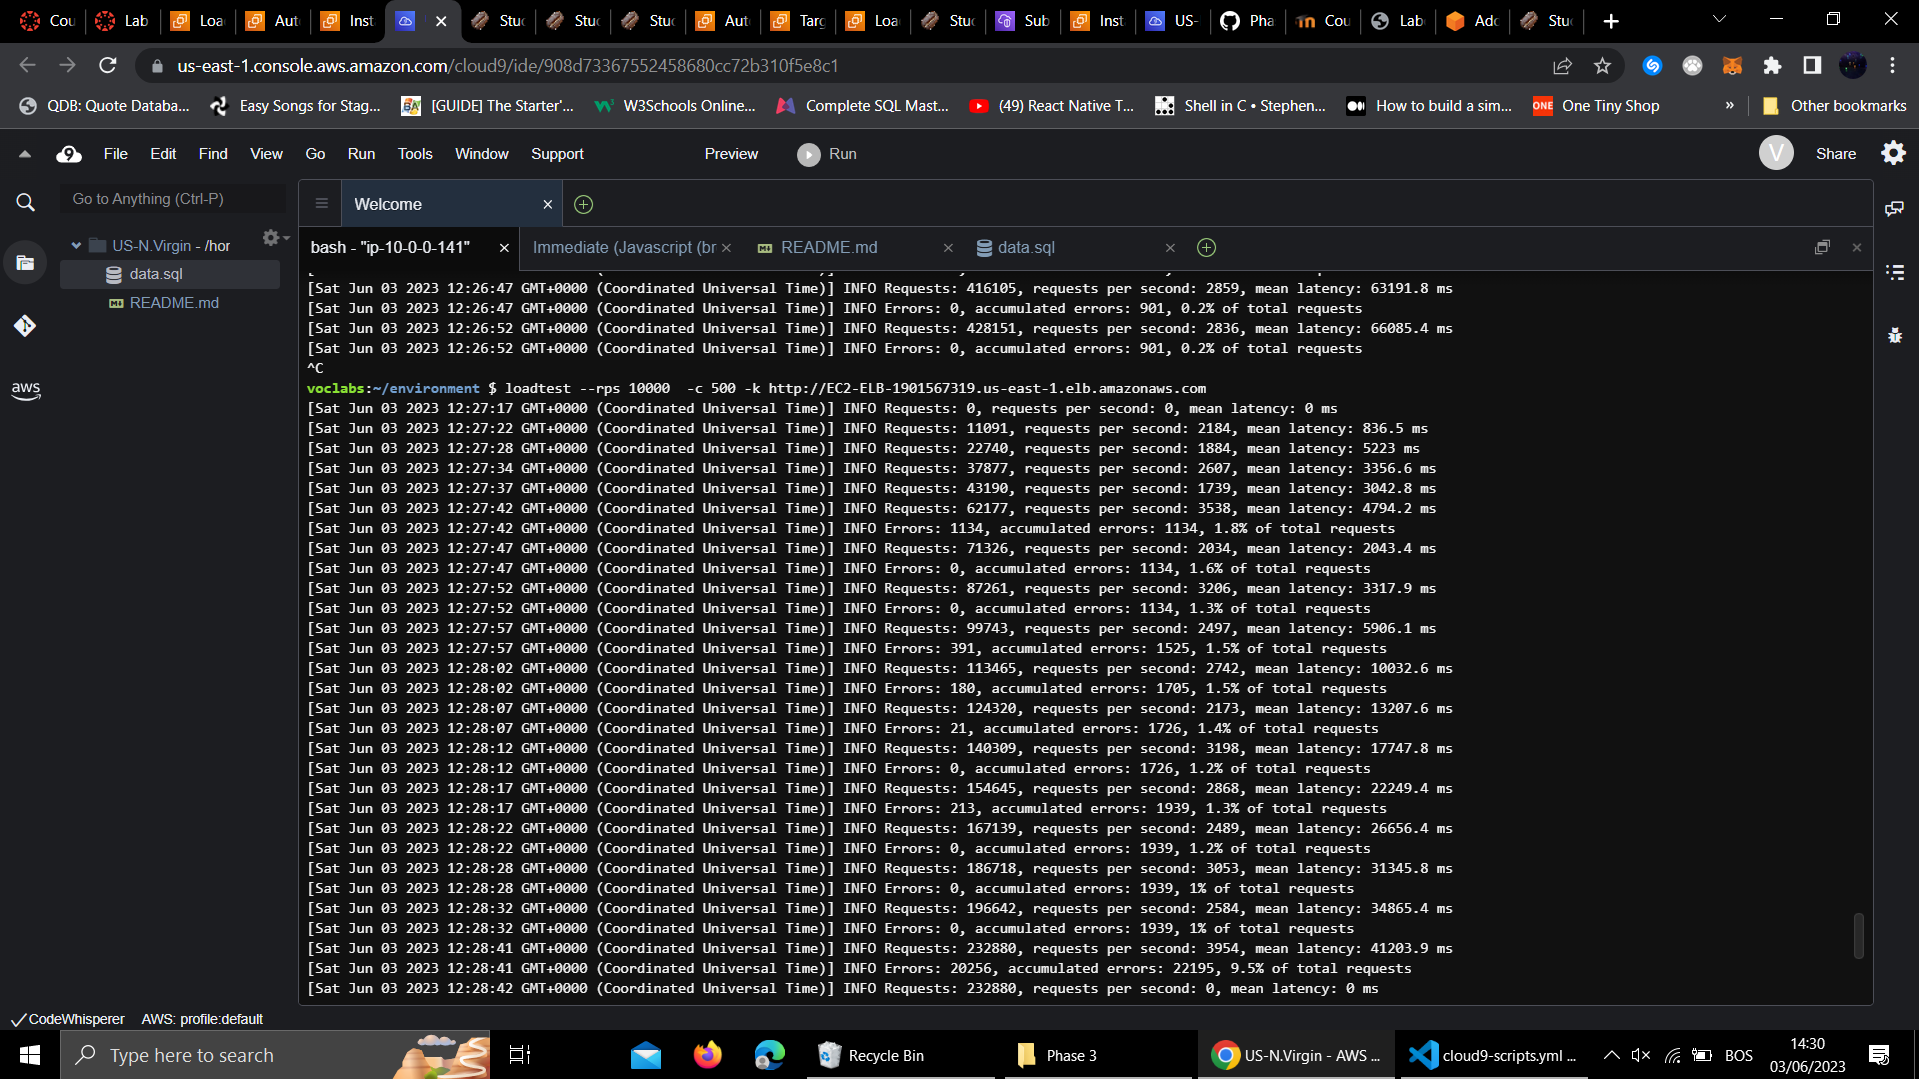 Cou
Lab
Loa
Aut
Inst
Stu
Stu
Stu
Aut
Targ
Loa
Stu
Sub
Inst
US-
Pha
Cou
Lab
Adc
Stu
us-east-1.console.aws.amazon.com/cloud9/ide/908d73367552458680cc72b310f5e8c1
QDB: Quote Databa...
Easy Songs for Stag...
[GUIDE] The Starter'...
W3Schools Online...
Complete SQL Mast...
(49) React Native T...
Shell in C • Stephen...
How to build a sim...
ONE One Tiny Shop
»
Other bookmarks
9 File Edit Find View Go Run Tools Window Support Preview Run V Share
Go to Anything (Ctrl-P)
Welcome
US-N.Virgin - /hor
bash - "ip-10-0-0-141"
Immediate (Javascript (br
README.md
data.sql
data.sql
README.md
aws
[Sat Jun 03 2023 12:26:47 GMT+0000 (Coordinated Universal Time)] INFO Requests: 416105, requests per second: 2859, mean latency: 63191.8 ms
[Sat Jun 03 2023 12:26:47 GMT+0000 (Coordinated Universal Time)] INFO Errors: 0, accumulated errors: 901, 0.2% of total requests
[Sat Jun 03 2023 12:26:52 GMT+0000 (Coordinated Universal Time)] INFO Requests: 428151, requests per second: 2836, mean latency: 66085.4 ms
[Sat Jun 03 2023 12:26:52 GMT+0000 (Coordinated Universal Time)] INFO Errors: 0, accumulated errors: 901, 0.2% of total requests
^C
voclabs:~/environment $ loadtest --rps 10000  -c 500 -k http://EC2-ELB-1901567319.us-east-1.elb.amazonaws.com
[Sat Jun 03 2023 12:27:17 GMT+0000 (Coordinated Universal Time)] INFO Requests: 0, requests per second: 0, mean latency: 0 ms
[Sat Jun 03 2023 12:27:22 GMT+0000 (Coordinated Universal Time)] INFO Requests: 11091, requests per second: 2184, mean latency: 836.5 ms
[Sat Jun 03 2023 12:27:28 GMT+0000 (Coordinated Universal Time)] INFO Requests: 22740, requests per second: 1884, mean latency: 5223 ms
[Sat Jun 03 2023 12:27:34 GMT+0000 (Coordinated Universal Time)] INFO Requests: 37877, requests per second: 2607, mean latency: 3356.6 ms
[Sat Jun 03 2023 12:27:37 GMT+0000 (Coordinated Universal Time)] INFO Requests: 43190, requests per second: 1739, mean latency: 3042.8 ms
[Sat Jun 03 2023 12:27:42 GMT+0000 (Coordinated Universal Time)] INFO Requests: 62177, requests per second: 3538, mean latency: 4794.2 ms
[Sat Jun 03 2023 12:27:42 GMT+0000 (Coordinated Universal Time)] INFO Errors: 1134, accumulated errors: 1134, 1.8% of total requests
[Sat Jun 03 2023 12:27:47 GMT+0000 (Coordinated Universal Time)] INFO Requests: 71326, requests per second: 2034, mean latency: 2043.4 ms
[Sat Jun 03 2023 12:27:47 GMT+0000 (Coordinated Universal Time)] INFO Errors: 0, accumulated errors: 1134, 1.6% of total requests
[Sat Jun 03 2023 12:27:52 GMT+0000 (Coordinated Universal Time)] INFO Requests: 87261, requests per second: 3206, mean latency: 3317.9 ms
[Sat Jun 03 2023 12:27:52 GMT+0000 (Coordinated Universal Time)] INFO Errors: 0, accumulated errors: 1134, 1.3% of total requests
[Sat Jun 03 2023 12:27:57 GMT+0000 (Coordinated Universal Time)] INFO Requests: 99743, requests per second: 2497, mean latency: 5906.1 ms
[Sat Jun 03 2023 12:27:57 GMT+0000 (Coordinated Universal Time)] INFO Errors: 391, accumulated errors: 1525, 1.5% of total requests
[Sat Jun 03 2023 12:28:02 GMT+0000 (Coordinated Universal Time)] INFO Requests: 113465, requests per second: 2742, mean latency: 10032.6 ms
[Sat Jun 03 2023 12:28:02 GMT+0000 (Coordinated Universal Time)] INFO Errors: 180, accumulated errors: 1705, 1.5% of total requests
[Sat Jun 03 2023 12:28:07 GMT+0000 (Coordinated Universal Time)] INFO Requests: 124320, requests per second: 2173, mean latency: 13207.6 ms
[Sat Jun 03 2023 12:28:07 GMT+0000 (Coordinated Universal Time)] INFO Errors: 21, accumulated errors: 1726, 1.4% of total requests
[Sat Jun 03 2023 12:28:12 GMT+0000 (Coordinated Universal Time)] INFO Requests: 140309, requests per second: 3198, mean latency: 17747.8 ms
[Sat Jun 03 2023 12:28:12 GMT+0000 (Coordinated Universal Time)] INFO Errors: 0, accumulated errors: 1726, 1.2% of total requests
[Sat Jun 03 2023 12:28:17 GMT+0000 (Coordinated Universal Time)] INFO Requests: 154645, requests per second: 2868, mean latency: 22249.4 ms
[Sat Jun 03 2023 12:28:17 GMT+0000 (Coordinated Universal Time)] INFO Errors: 213, accumulated errors: 1939, 1.3% of total requests
[Sat Jun 03 2023 12:28:22 GMT+0000 (Coordinated Universal Time)] INFO Requests: 167139, requests per second: 2489, mean latency: 26656.4 ms
[Sat Jun 03 2023 12:28:22 GMT+0000 (Coordinated Universal Time)] INFO Errors: 0, accumulated errors: 1939, 1.2% of total requests
[Sat Jun 03 2023 12:28:28 GMT+0000 (Coordinated Universal Time)] INFO Requests: 186718, requests per second: 3053, mean latency: 31345.8 ms
[Sat Jun 03 2023 12:28:28 GMT+0000 (Coordinated Universal Time)] INFO Errors: 0, accumulated errors: 1939, 1% of total requests
[Sat Jun 03 2023 12:28:32 GMT+0000 (Coordinated Universal Time)] INFO Requests: 196642, requests per second: 2584, mean latency: 34865.4 ms
[Sat Jun 03 2023 12:28:32 GMT+0000 (Coordinated Universal Time)] INFO Errors: 0, accumulated errors: 1939, 1% of total requests
[Sat Jun 03 2023 12:28:41 GMT+0000 (Coordinated Universal Time)] INFO Requests: 232880, requests per second: 3954, mean latency: 41203.9 ms
[Sat Jun 03 2023 12:28:41 GMT+0000 (Coordinated Universal Time)] INFO Errors: 20256, accumulated errors: 22195, 9.5% of total requests
[Sat Jun 03 2023 12:28:42 GMT+0000 (Coordinated Universal Time)] INFO Requests: 232880, requests per second: 0, mean latency: 0 ms
CodeWhisperer AWS: profile:default
Type here to search
Recycle Bin
Phase 3
US-N.Virgin - AWS ...
cloud9-scripts.yml ...
BOS
14:30
03/06/2023